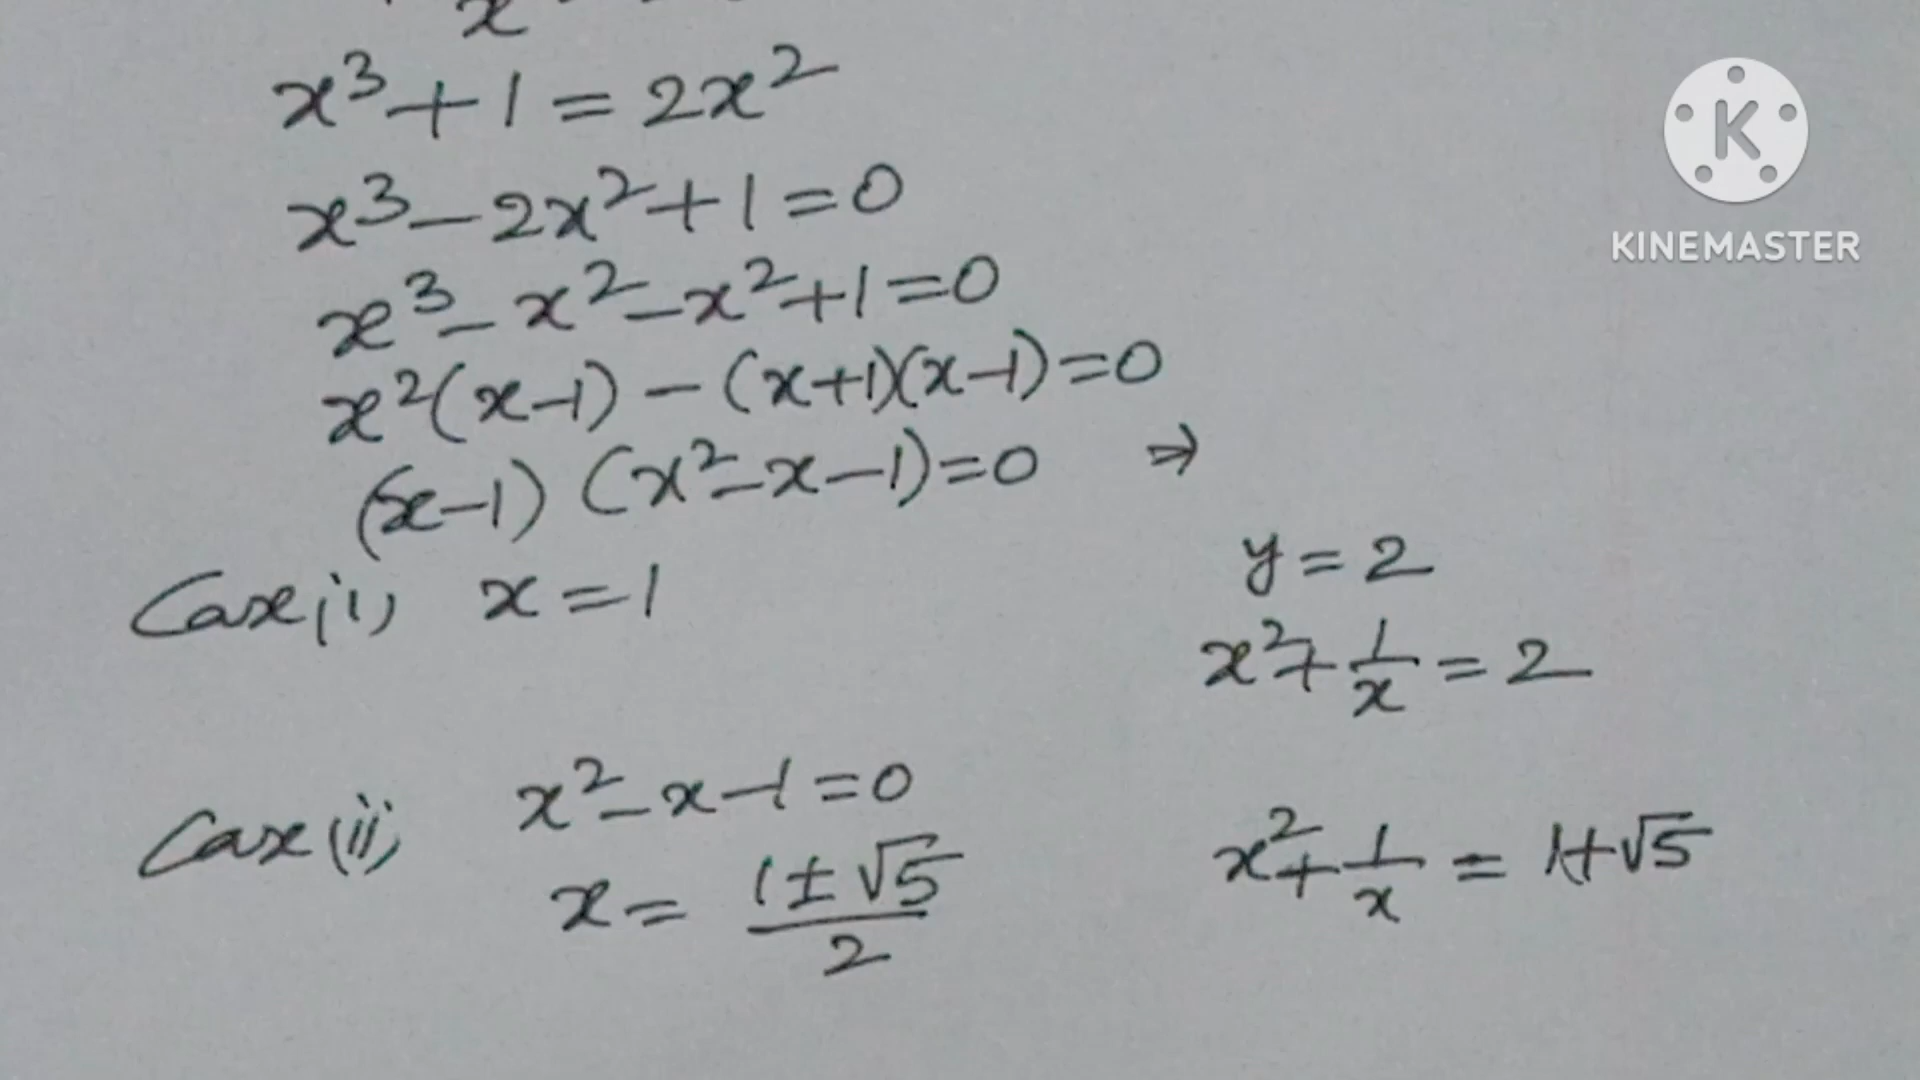 x
x³ + 1 = 2x²
x³ - 2x² + 1 = 0
x³ - x² - x² + 1 = 0
x²(x-1) - (x+1)(x-1) = 0
(x-1) (x² - x - 1) = 0 ⇒
Case (i), x = 1
y = 2
x² + 1/x = 2
Case (ii), x² - x - 1 = 0
x = (1 ± √5)/2
x² + 1/x = 1 + √5
K
KINEMASTER